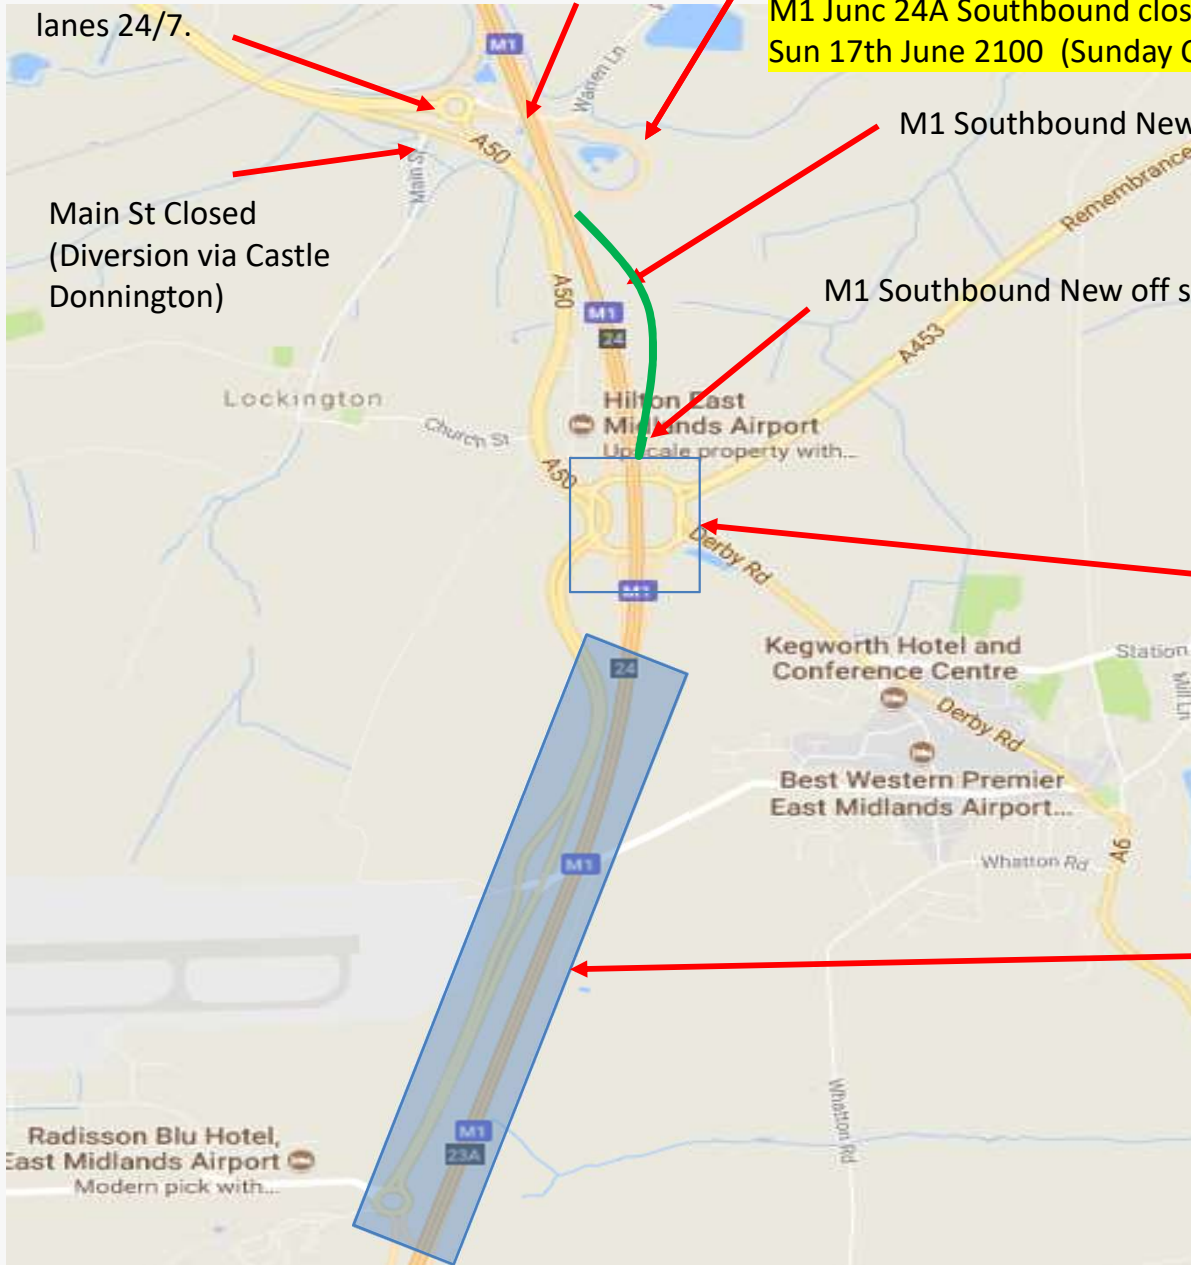 lanes 24/7.
M1 Junc 24A Southbound clos
Sun 17th June 2100 (Sunday
M1
Warren Ln
M1 Southbound New
A50
Main St
Remembrance
Main St Closed
(Diversion via Castle
Donnington)
A50
M1 Southbound New off s
M1
24
A453
Lockington
Hilton East
Midlands Airport
Upscale property with...
Church St
A50
Derby Rd
M1
Kegworth Hotel and
Conference Centre
Station
24
Mill Ln
Derby Rd
Best Western Premier
East Midlands Airport...
A6
M1
Whatton Rd
Whatton Rd
M1
23A
Radisson Blu Hotel,
East Midlands Airport
Modern pick with...